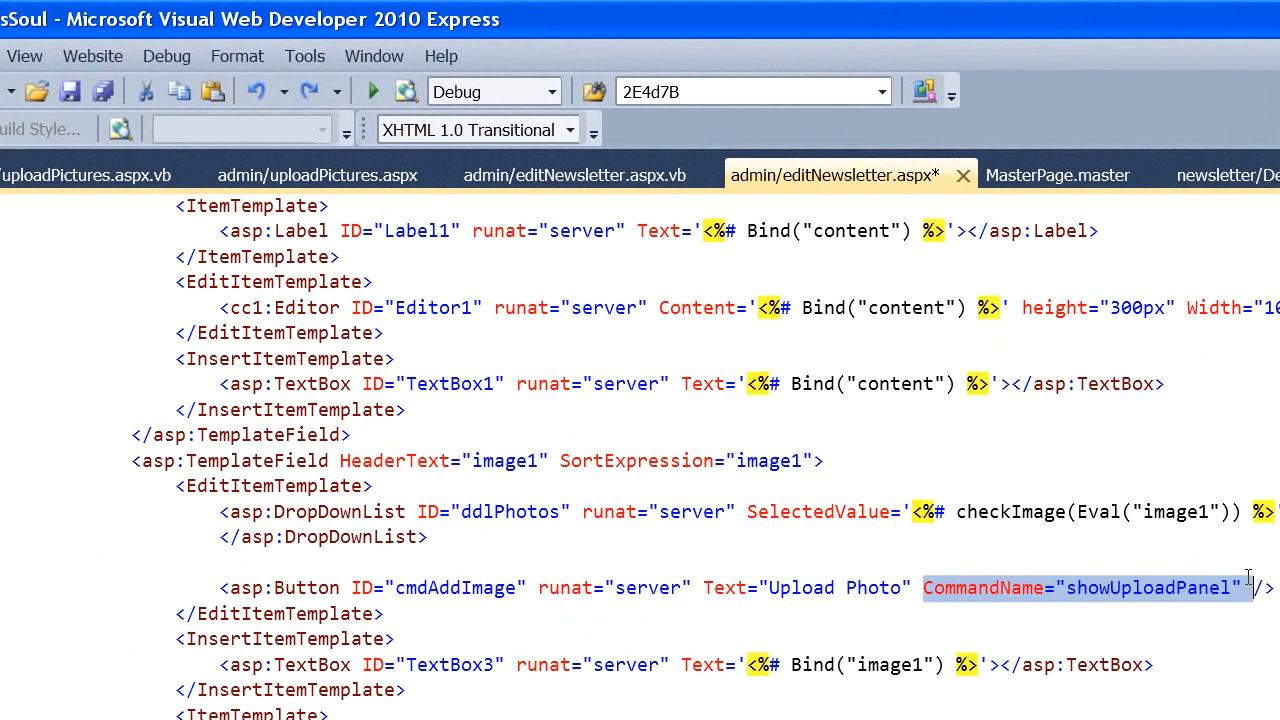 sSoul - Microsoft Visual Web Developer 2010 Express
View Website Debug Format Tools Window Help
Debug 2E4d7B
uild Style... XHTML 1.0 Transitional
/uploadPictures.aspx.vb admin/uploadPictures.aspx admin/editNewsletter.aspx.vb admin/editNewsletter.aspx* MasterPage.master newsletter/De
<ItemTemplate>
<asp:Label ID="Label1" runat="server" Text='<%# Bind("content") %>'></asp:Label>
</ItemTemplate>
<EditItemTemplate>
<cc1:Editor ID="Editor1" runat="server" Content='<%# Bind("content") %>' height="300px" Width="10
</EditItemTemplate>
<InsertItemTemplate>
<asp:TextBox ID="TextBox1" runat="server" Text='<%# Bind("content") %>'></asp:TextBox>
</InsertItemTemplate>
</asp:TemplateField>
<asp:TemplateField HeaderText="image1" SortExpression="image1">
<EditItemTemplate>
<asp:DropDownList ID="ddlPhotos" runat="server" SelectedValue='<%# checkImage(Eval("image1")) %>'
</asp:DropDownList>
<asp:Button ID="cmdAddImage" runat="server" Text="Upload Photo" CommandName="showUploadPanel" />
</EditItemTemplate>
<InsertItemTemplate>
<asp:TextBox ID="TextBox3" runat="server" Text='<%# Bind("image1") %>'></asp:TextBox>
</InsertItemTemplate>
<ItemTemplate>